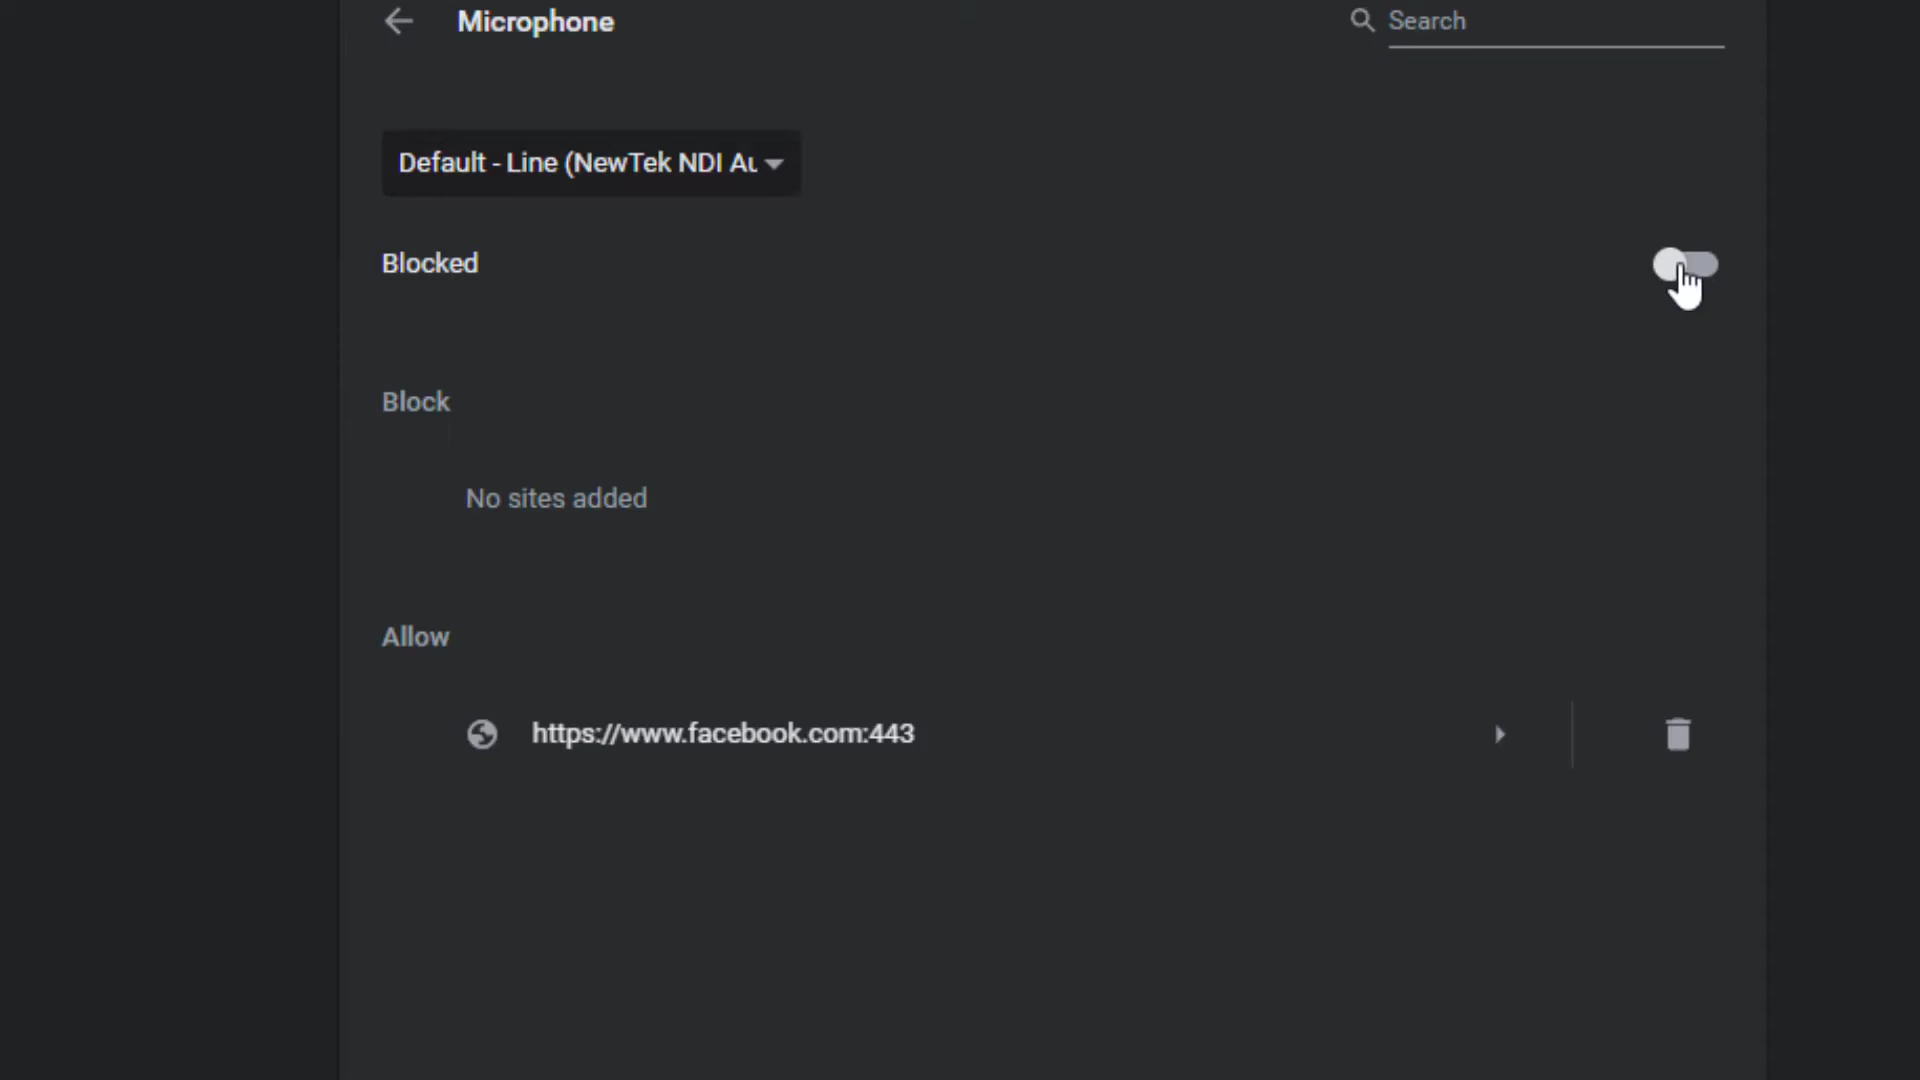 Microphone
Search
Default - Line (NewTek NDI Au
Blocked
Block
No sites added
Allow
https://www.facebook.com:443